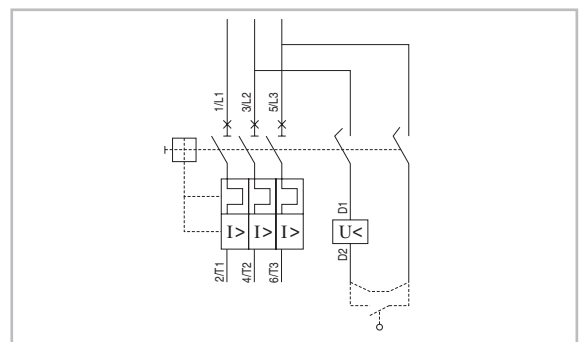 1/L1 3/L2 5/L3
D1
I> I> I> U<
D2
2/T1 4/T2 6/T3